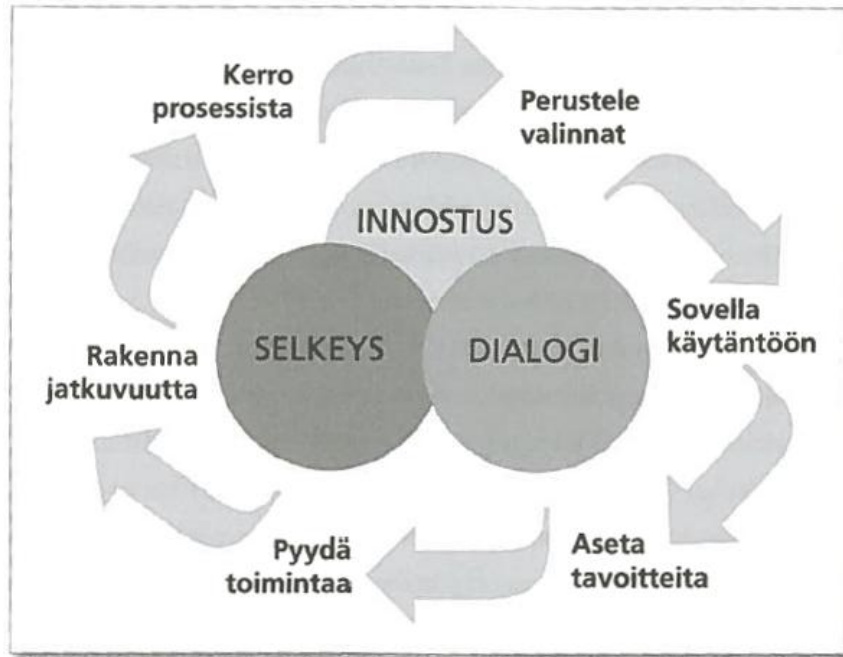 Kerro
prosessista
Perustele
valinnat
INNOSTUS
SELKEYS
DIALOGI
Sovella
käytäntöön
Rakenna
jatkuvuutta
Pyydä
toimintaa
Aseta
tavoitteita